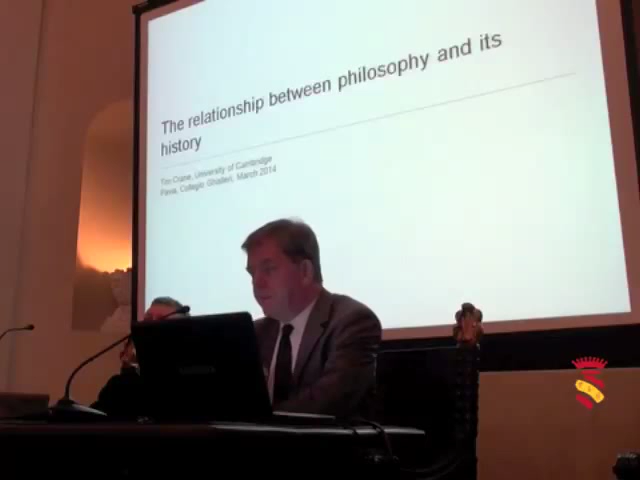 The relationship between philosophy and its
history
Tim Crane, University of Cambridge
Pavia, Collegio Ghislieri, March 2014